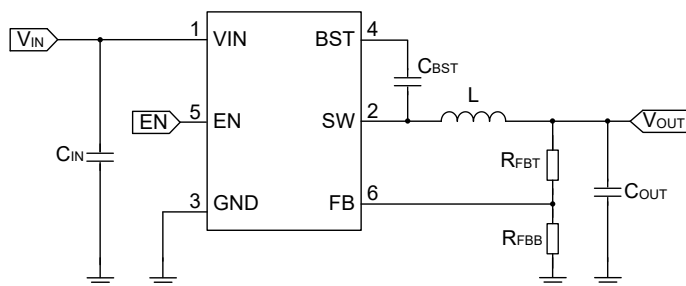 VIN
1
VIN
BST
4
CBST
EN
5
EN
SW
2
L
VOUT
CIN
RFBT
COUT
3
GND
FB
6
RFBB